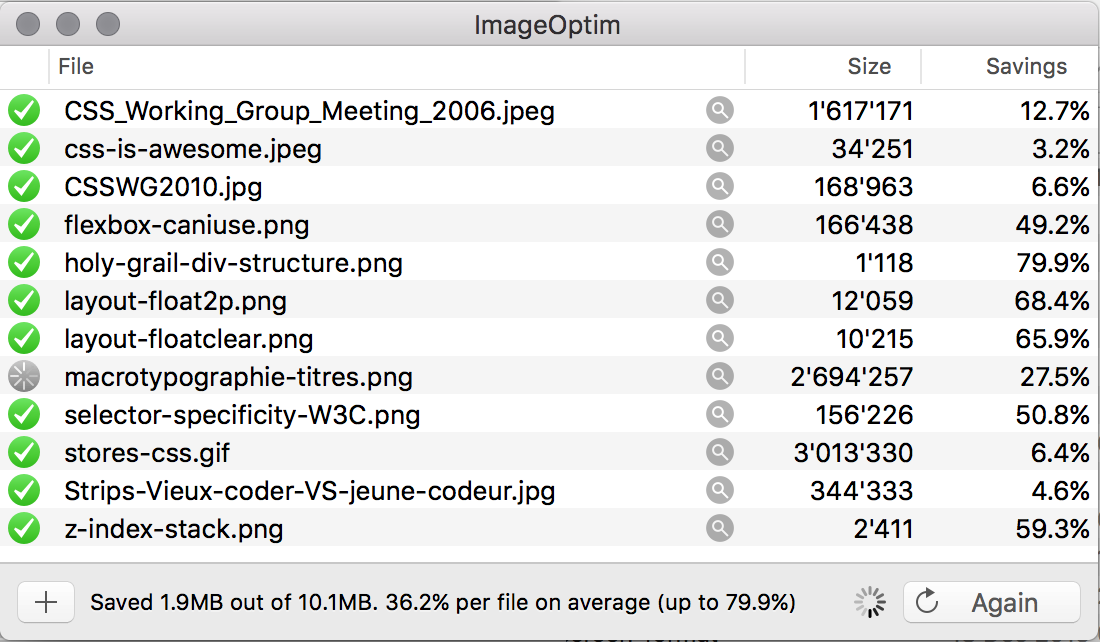 ImageOptim
File Size Savings
CSS_Working_Group_Meeting_2006.jpeg 1'617'171 12.7%
css-is-awesome.jpeg 34'251 3.2%
CSSWG2010.jpg 168'963 6.6%
flexbox-caniuse.png 166'438 49.2%
holy-grail-div-structure.png 1'118 79.9%
layout-float2p.png 12'059 68.4%
layout-floatclear.png 10'215 65.9%
macrotypographie-titres.png 2'694'257 27.5%
selector-specificity-W3C.png 156'226 50.8%
stores-css.gif 3'013'330 6.4%
Strips-Vieux-coder-VS-jeune-codeur.jpg 344'333 4.6%
z-index-stack.png 2'411 59.3%
Saved 1.9MB out of 10.1MB. 36.2% per file on average (up to 79.9%) Again